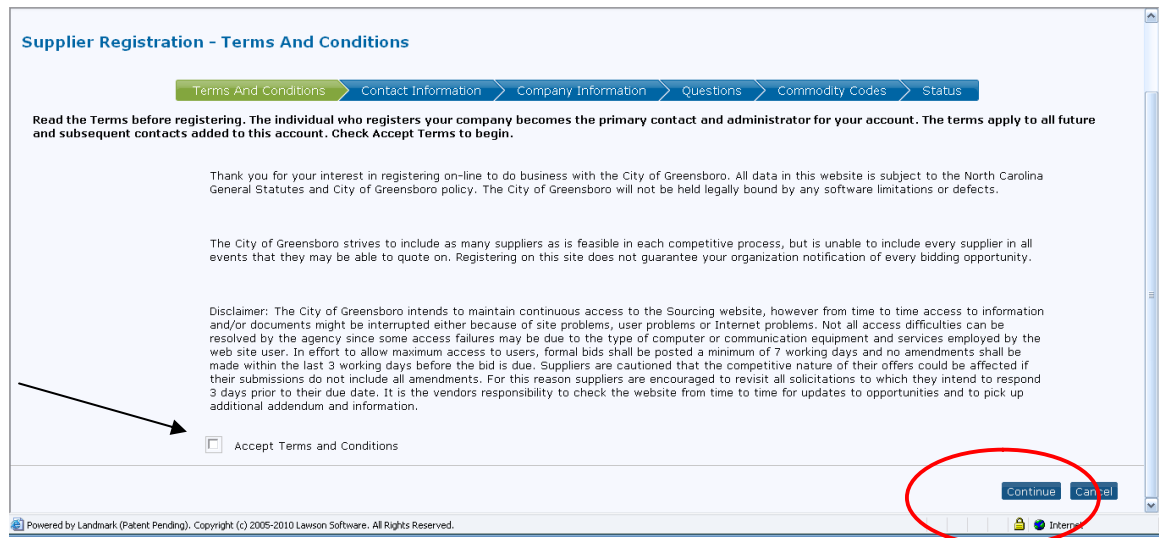 Supplier Registration - Terms And Conditions
Terms And Conditions Contact Information Company Information Questions Commodity Codes Status
Read the Terms before registering. The individual who registers your company becomes the primary contact and administrator for your account. The terms apply to all future
and subsequent contacts added to this account. Check Accept Terms to begin.
Thank you for your interest in registering on-line to do business with the City of Greensboro. All data in this website is subject to the North Carolina
General Statutes and City of Greensboro policy. The City of Greensboro will not be held legally bound by any software limitations or defects.
The City of Greensboro strives to include as many suppliers as is feasible in each competitive process, but is unable to include every supplier in all
events that they may be able to quote on. Registering on this site does not guarantee your organization notification of every bidding opportunity.
Disclaimer: The City of Greensboro intends to maintain continuous access to the Sourcing website, however from time to time access to information
and/or documents might be interrupted either because of site problems, user problems or Internet problems. Not all access difficulties can be
resolved by the agency since some access failures may be due to the type of computer or communication equipment and services employed by the
web site user. In effort to allow maximum access to users, formal bids shall be posted a minimum of 7 working days and no amendments shall be
made within the last 3 working days before the bid is due. Suppliers are cautioned that the competitive nature of their offers could be affected if
their submissions do not include all amendments. For this reason suppliers are encouraged to revisit all solicitations to which they intend to respond
3 days prior to their due date. It is the vendors responsibility to check the website from time to time for updates to opportunities and to pick up
additional addendum and information.
Accept Terms and Conditions
Continue Cancel
Powered by Landmark (Patent Pending). Copyright (c) 2005-2010 Lawson Software. All Rights Reserved. Internet